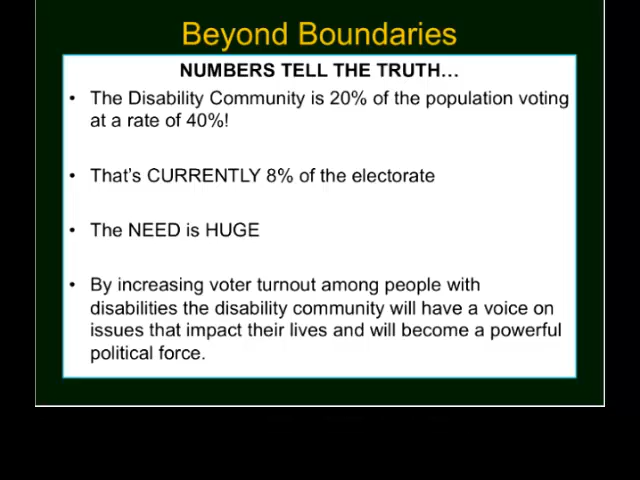 Beyond Boundaries
NUMBERS TELL THE TRUTH…
• The Disability Community is 20% of the population voting
at a rate of 40%!
• That's CURRENTLY 8% of the electorate
• The NEED is HUGE
• By increasing voter turnout among people with
disabilities the disability community will have a voice on
issues that impact their lives and will become a powerful
political force.